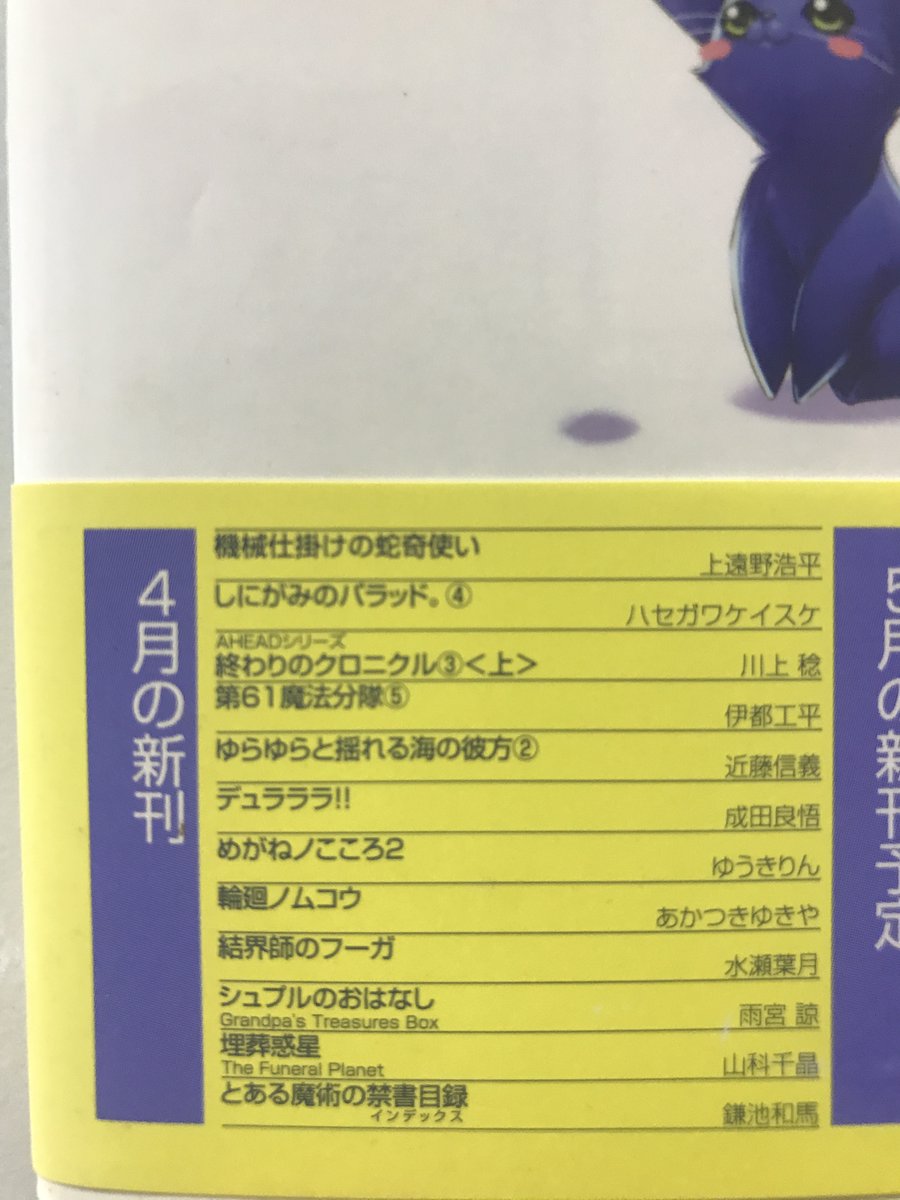 4月の新刊
機械仕掛けの蛇奇使い
上遠野浩平
しにがみのバラッド。④
ハセガワケイスケ
AHEADシリーズ
終わりのクロニクル③<上>
川上 稔
第61魔法分隊⑤
伊都工平
ゆらゆらと揺れる海の彼方②
近藤信義
デュラララ!!
成田良悟
めがねノこころ2
ゆうきりん
輪廻ノムコウ
あかつきゆきや
結界師のフーガ
水瀬葉月
シュプルのおはなし
Grandpa's Treasures Box
雨宮 諒
埋葬惑星
The Funeral Planet
山科千晶
とある魔術の禁書目録
インデックス
鎌池和馬
5月の新刊予定